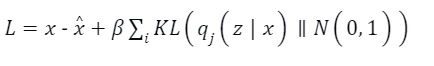 L = x - x̂ + β∑ᵢ KL(qⱼ(z | x) ‖ N(0,1))